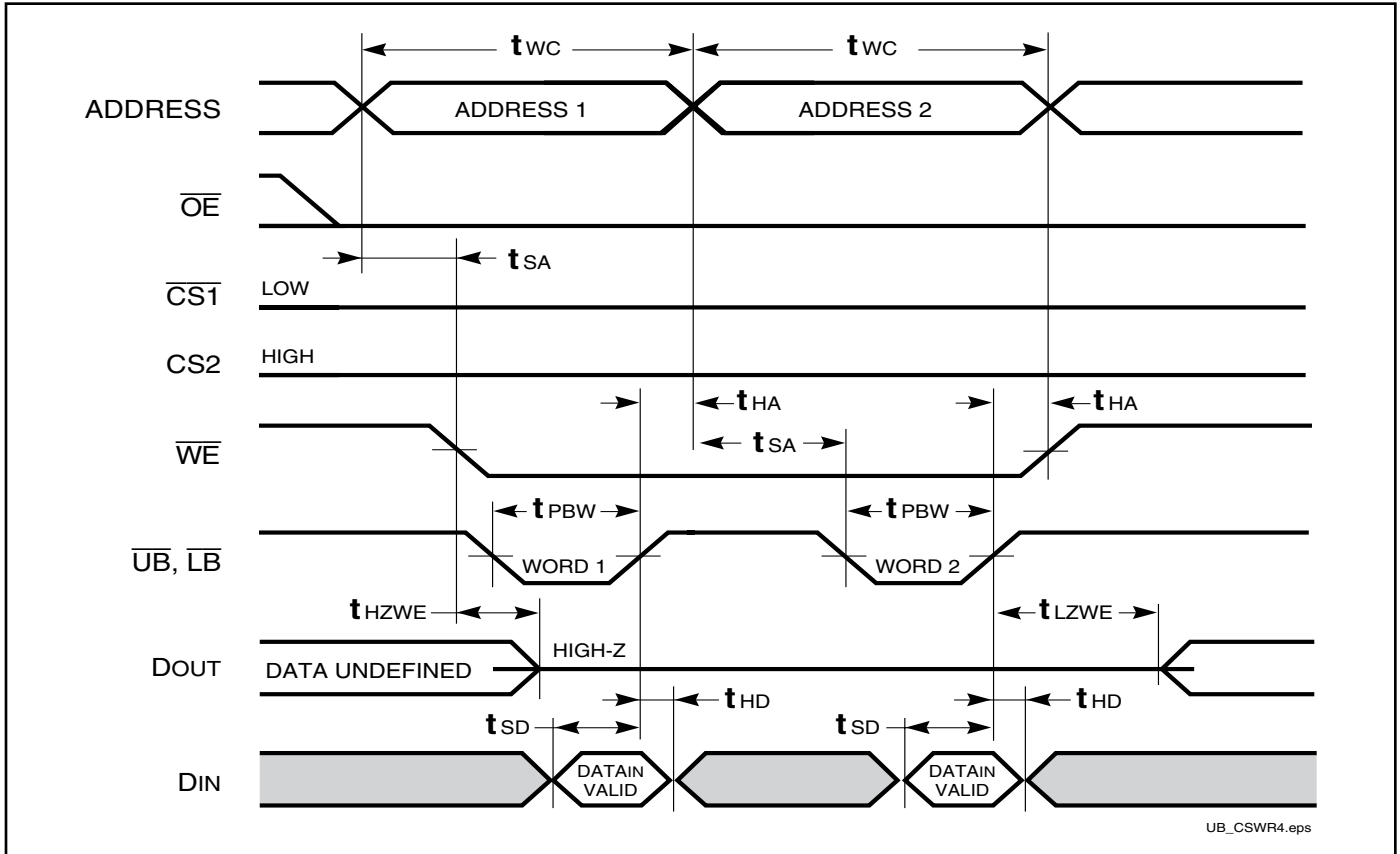 tWC tWC
ADDRESS ADDRESS 1 ADDRESS 2
OE
tSA
CS1 LOW
CS2 HIGH
tHA tHA
WE tSA
tPBW tPBW
UB, LB WORD 1 WORD 2
tHZWE tLZWE
DOUT DATA UNDEFINED HIGH-Z
tSD tHD tSD tHD
DIN DATAIN VALID DATAIN VALID
UB_CSWR4.eps